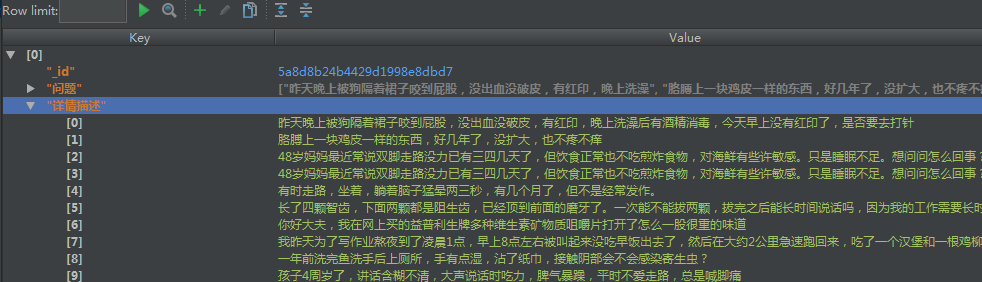 Row limit:
Key Value
[0]
"_id" 5a8d8b24b4429d1998e8dbd7
"问题" ["昨天晚上被狗隔着裙子咬到屁股，没出血没破皮，有红印，晚上洗澡", "胳膊上一块鸡皮一样的东西，好几年了，没扩大，也不疼不
"详情描述"
[0] 昨天晚上被狗隔着裙子咬到屁股，没出血没破皮，有红印，晚上洗澡后有酒精消毒，今天早上没有红印了，是否要去打针
[1] 胳膊上一块鸡皮一样的东西，好几年了，没扩大，也不疼不痒
[2] 48岁妈妈最近常说双脚走路没力已有三四几天了，但饮食正常也不吃煎炸食物，对海鲜有些许敏感。只是睡眠不足。想问问怎么回事？
[3] 48岁妈妈最近常说双脚走路没力已有三四几天了，但饮食正常也不吃煎炸食物，对海鲜有些许敏感。只是睡眠不足。想问问怎么回事？
[4] 有时走路，坐着，躺着脑子猛晕两三秒，有几个月了，但不是经常发作。
[5] 长了四颗智齿，下面两颗都是阻生齿，已经顶到前面的磨牙了。一次能不能拔两颗，拔完之后能长时间说话吗，因为我的工作需要长时
[6] 你好大夫，我在网上买的益普利生牌多种维生素矿物质咀嚼片打开了怎么一股很重的味道
[7] 我昨天为了写作业熬夜到了凌晨1点，早上8点左右被叫起来没吃早饭出去了，然后在大约2公里急速跑回来，吃了一个汉堡和一根鸡柳
[8] 一年前洗完鱼洗手后上厕所，手有点湿，沾了纸巾，接触阴部会不会感染寄生虫？
[9] 孩子4周岁了，讲话含糊不清，大声说话时吃力，脾气暴躁，平时不爱走路，总是喊脚痛